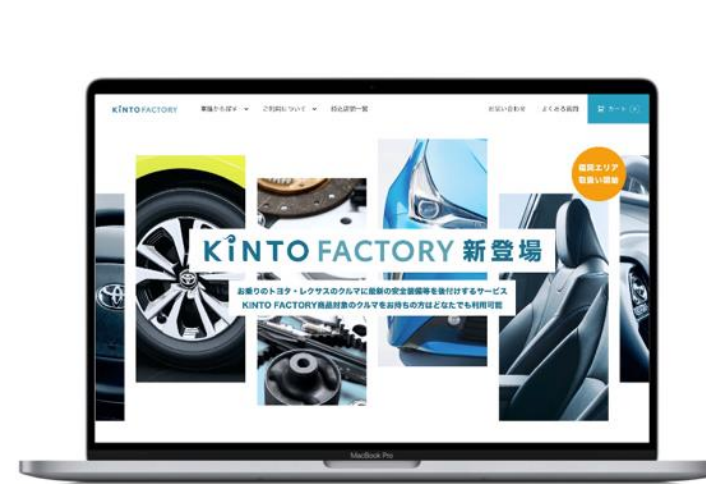 KINTO FACTORY
車種から探す
ご利用について
取込店舗一覧
お問い合わせ
よくある質問
カート
福岡エリア
取扱い開始
KINTO FACTORY 新登場
お乗りのトヨタ・レクサスのクルマに最新の安全装備等を後付けするサービス
KINTO FACTORY商品対象のクルマをお持ちの方はどなたでも利用可能
MacBook Pro